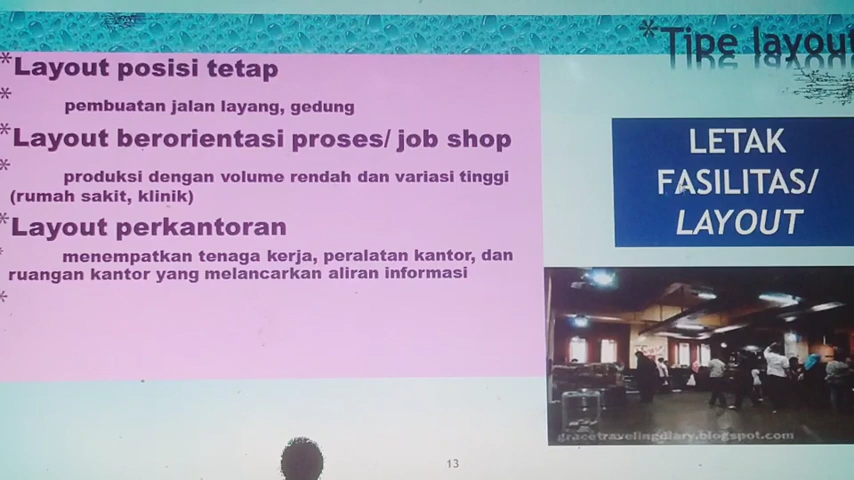 *Tipe layout
*Layout posisi tetap
*
pembuatan jalan layang, gedung
*Layout berorientasi proses/ job shop
*
produksi dengan volume rendah dan variasi tinggi
(rumah sakit, klinik)
*Layout perkantoran
*
menempatkan tenaga kerja, peralatan kantor, dan
ruangan kantor yang melancarkan aliran informasi
*
LETAK
FASILITAS/
LAYOUT
gracetravelingdiary.blogspot.com
13